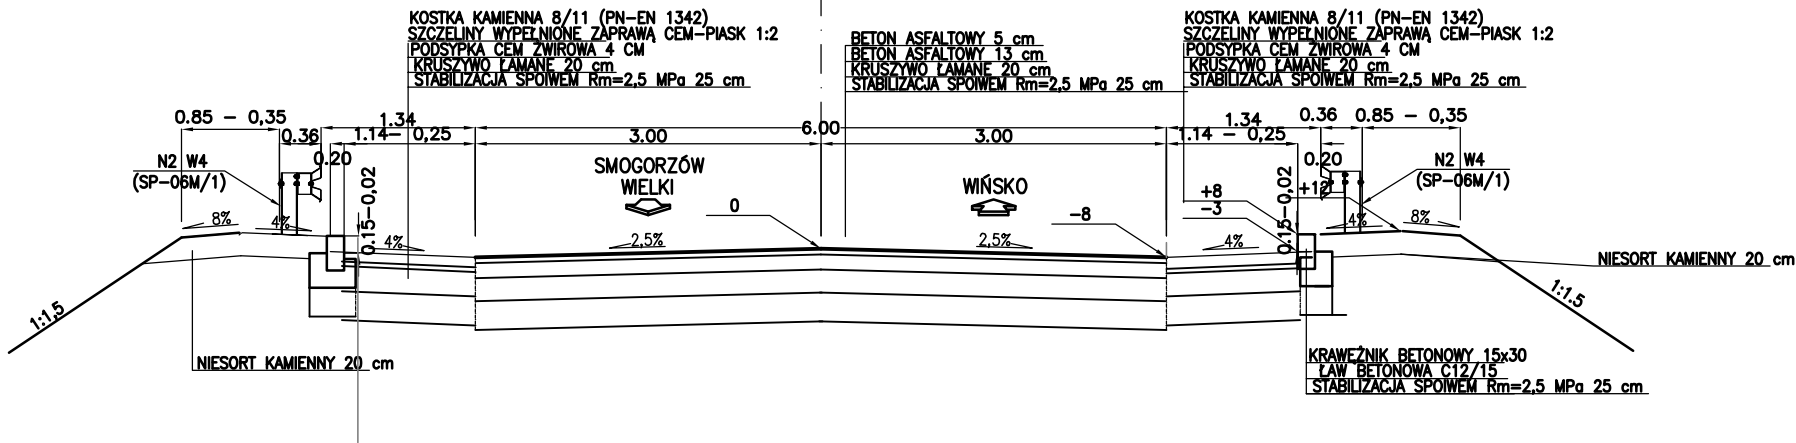 KOSTKA KAMIENNA 8/11 (PN-EN 1342)
SZCZELINY WYPEŁNIONE ZAPRAWĄ CEM-PIASK 1:2
PODSYPKA CEM ŻWIROWA 4 CM
KRUSZYWO ŁAMANE 20 cm
STABILIZACJA SPOIWEM Rm=2,5 MPa 25 cm
BETON ASFALTOWY 5 cm
BETON ASFALTOWY 13 cm
KRUSZYWO ŁAMANE 20 cm
STABILIZACJA SPOIWEM Rm=2,5 MPa 25 cm
KOSTKA KAMIENNA 8/11 (PN-EN 1342)
SZCZELINY WYPEŁNIONE ZAPRAWĄ CEM-PIASK 1:2
PODSYPKA CEM ŻWIROWA 4 CM
KRUSZYWO ŁAMANE 20 cm
STABILIZACJA SPOIWEM Rm=2,5 MPa 25 cm
0.85 - 0,35
1.34
6.00
1.34
0.36
0.85 - 0,35
0.36
1.14- 0,25
3.00
3.00
1.14 - 0,25
0.20
0.20
N2 W4
(SP-06M/1)
SMOGORZÓW
WIELKI
WIŃSKO
N2 W4
(SP-06M/1)
0.15-0,02
0.15-0,02
+8
+12
-3
0
-8
8%
4%
4%
2,5%
2,5%
4%
4%
8%
1:1,5
1:1.5
NIESORT KAMIENNY 20 cm
NIESORT KAMIENNY 20 cm
KRAWĘŻNIK BETONOWY 15x30
ŁAW BETONOWA C12/15
STABILIZACJA SPOIWEM Rm=2,5 MPa 25 cm